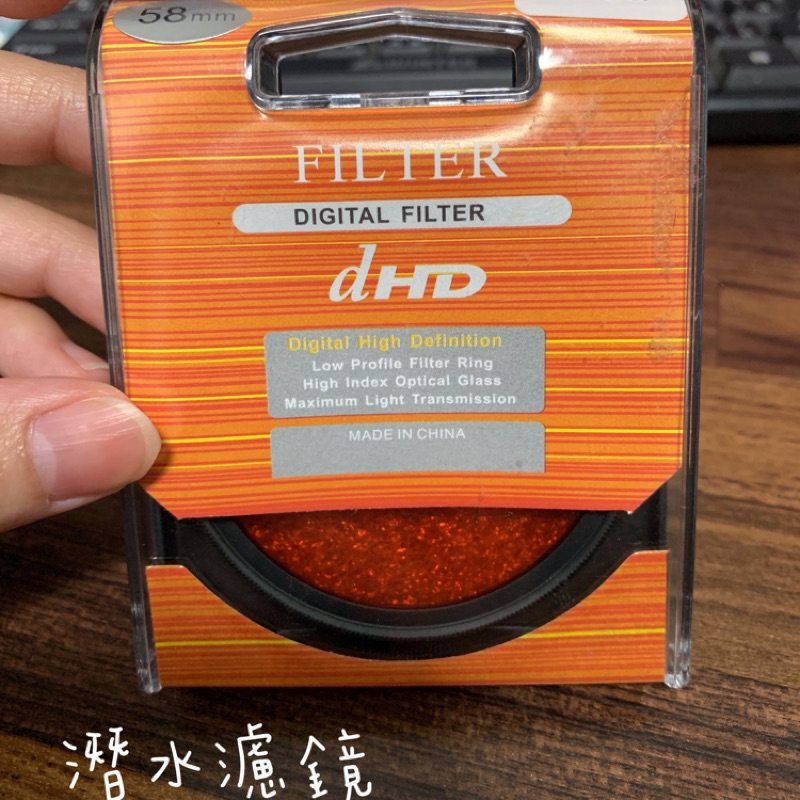 58mm
FILTER
DIGITAL FILTER
dHD
Digital High Definition
Low Profile Filter Ring
High Index Optical Glass
Maximum Light Transmission
MADE IN CHINA
潛水濾鏡